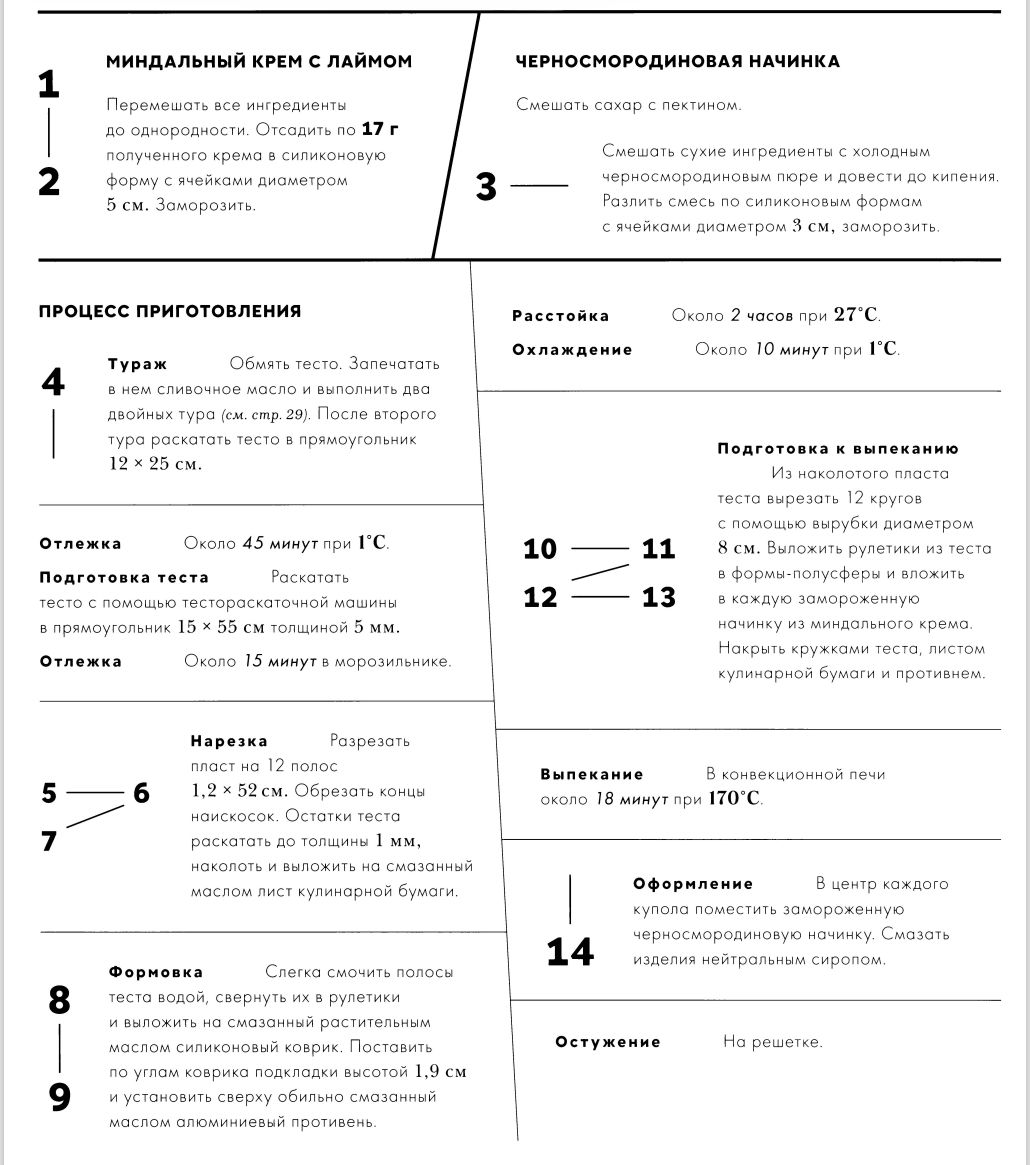 МИНДАЛЬНЫЙ КРЕМ С ЛАЙМОМ
1
2
Перемешать все ингредиенты
до однородности. Отсадить по 17 г
полученного крема в силиконовую
форму с ячейками диаметром
5 см. Заморозить.
ЧЕРНОСМОРОДИНОВАЯ НАЧИНКА
Смешать сахар с пектином.
3
Смешать сухие ингредиенты с холодным
черносмородиновым пюре и довести до кипения.
Разлить смесь по силиконовым формам
с ячейками диаметром 3 см, заморозить.
ПРОЦЕСС ПРИГОТОВЛЕНИЯ
4
Тураж Обмять тесто. Запечатать
в нем сливочное масло и выполнить два
двойных тура (см. стр. 29). После второго
тура раскатать тесто в прямоугольник
12 × 25 см.
Отлежка Около 45 минут при 1°C.
Подготовка теста Раскатать
тесто с помощью тестораскаточной машины
в прямоугольник 15 × 55 см толщиной 5 мм.
Отлежка Около 15 минут в морозильнике.
5 6
7
Нарезка Разрезать
пласт на 12 полос
1,2 × 52 см. Обрезать концы
наискосок. Остатки теста
раскатать до толщины 1 мм,
наколоть и выложить на смазанный
маслом лист кулинарной бумаги.
8
9
Формовка Слегка смочить полосы
теста водой, свернуть их в рулетики
и выложить на смазанный растительным
маслом силиконовый коврик. Поставить
по углам коврика подкладки высотой 1,9 см
и установить сверху обильно смазанный
маслом алюминиевый противень.
Расстойка Около 2 часов при 27°C.
Охлаждение Около 10 минут при 1°C.
10 11
12 13
Подготовка к выпеканию
Из наколотого пласта
теста вырезать 12 кругов
с помощью вырубки диаметром
8 см. Выложить рулетики из теста
в формы-полусферы и вложить
в каждую замороженную
начинку из миндального крема.
Накрыть кружками теста, листом
кулинарной бумаги и противнем.
Выпекание В конвекционной печи
около 18 минут при 170°C.
14
Оформление В центр каждого
купола поместить замороженную
черносмородиновую начинку. Смазать
изделия нейтральным сиропом.
Остужение На решетке.